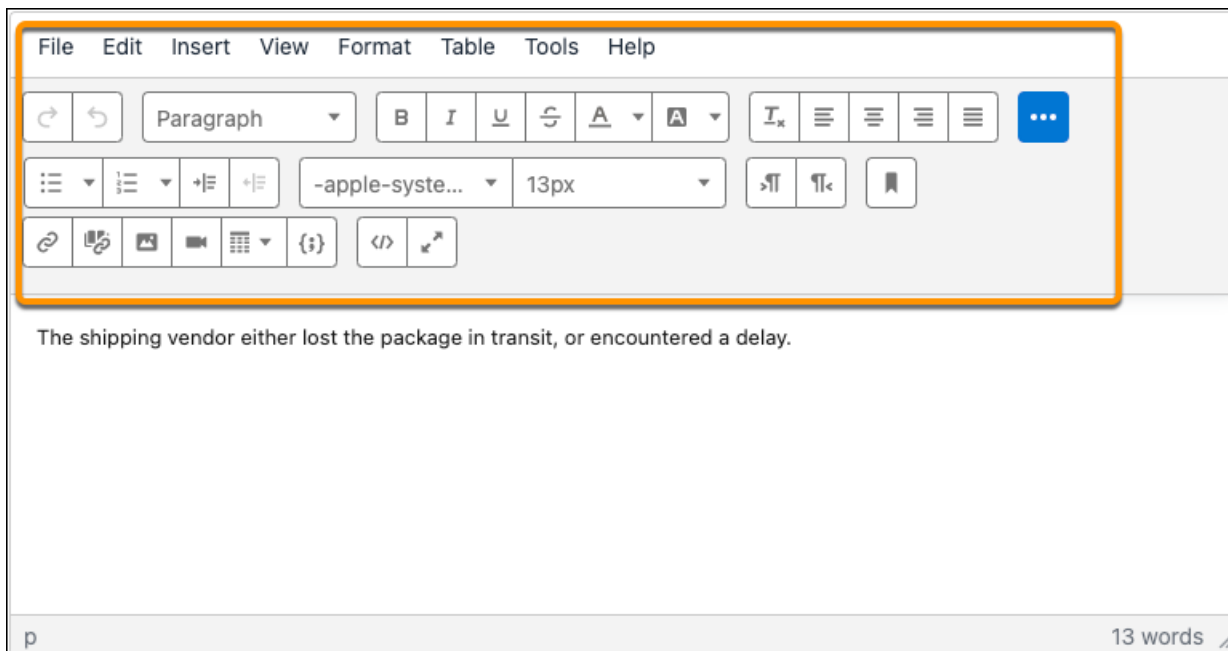 File Edit Insert View Format Table Tools Help
Paragraph B I U S A A Tx
-apple-syste... 13px
{;} </>
The shipping vendor either lost the package in transit, or encountered a delay.
p 13 words